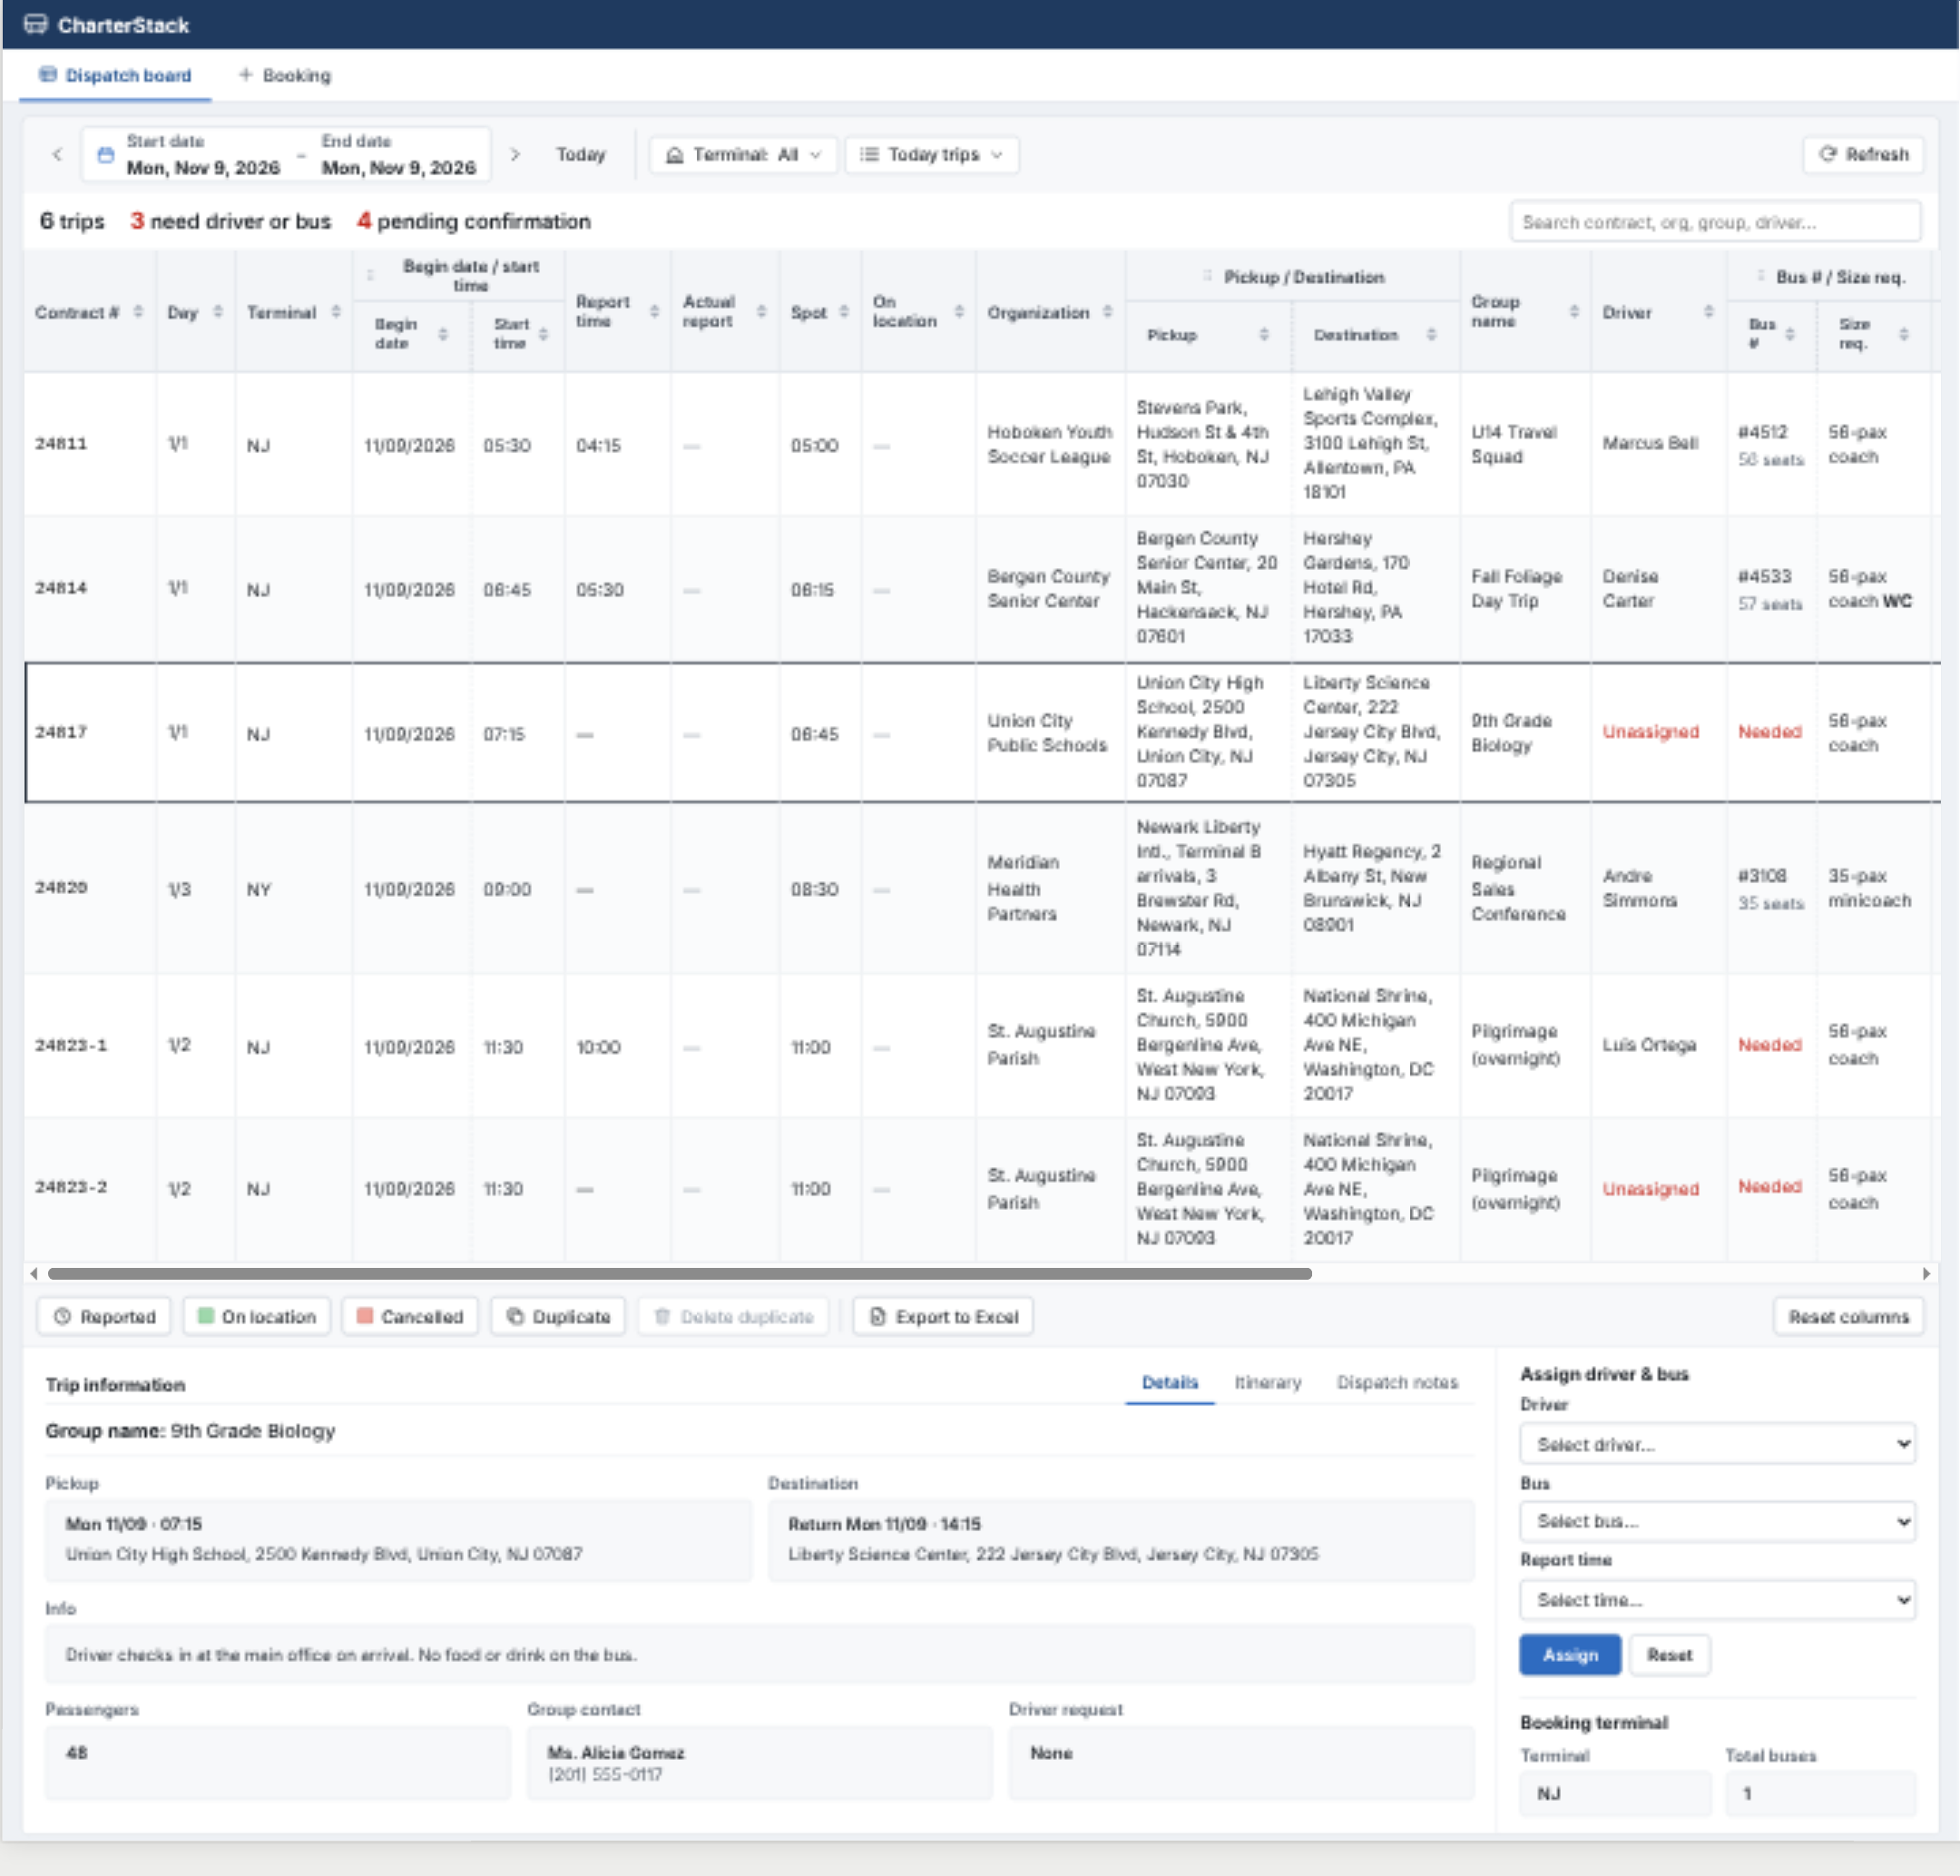 CharterStack
Dispatch board
+ Booking
Start date
Mon, Nov 9, 2026
–
End date
Mon, Nov 9, 2026
Today
Terminal: All
Today trips
Refresh
6 trips 3 need driver or bus 4 pending confirmation
Search contract, org, group, driver...
Contract #
Day
Terminal
Begin date / start
time
Begin
date
Start
time
Report
time
Actual
report
Spot
On
location
Organization
Pickup / Destination
Pickup
Destination
Group
name
Driver
Bus # / Size req.
Bus
#
Size
req.
24811
1/1
NJ
11/09/2026
05:30
04:15
—
05:00
—
Hoboken Youth
Soccer League
Stevens Park,
Hudson St & 4th
St, Hoboken, NJ
07030
Lehigh Valley
Sports Complex,
3100 Lehigh St,
Allentown, PA
18101
U14 Travel
Squad
Marcus Bell
#4512
56 seats
56-pax
coach
24814
1/1
NJ
11/09/2026
06:45
05:30
—
06:15
—
Bergen County
Senior Center
Bergen County
Senior Center, 20
Main St,
Hackensack, NJ
07601
Hershey
Gardens, 170
Hotel Rd,
Hershey, PA
17033
Fall Foliage
Day Trip
Denise
Carter
#4533
57 seats
56-pax
coach WC
24817
1/1
NJ
11/09/2026
07:15
—
—
06:45
—
Union City
Public Schools
Union City High
School, 2500
Kennedy Blvd,
Union City, NJ
07087
Liberty Science
Center, 222
Jersey City Blvd,
Jersey City, NJ
07305
9th Grade
Biology
Unassigned
Needed
56-pax
coach
24820
1/3
NY
11/09/2026
09:00
—
—
08:30
—
Meridian
Health
Partners
Newark Liberty
Intl., Terminal B
arrivals, 3
Brewster Rd,
Newark, NJ
07114
Hyatt Regency, 2
Albany St, New
Brunswick, NJ
08901
Regional
Sales
Conference
Andre
Simmons
#3108
35 seats
35-pax
minicoach
24823-1
1/2
NJ
11/09/2026
11:30
10:00
—
11:00
—
St. Augustine
Parish
St. Augustine
Church, 5900
Bergenline Ave,
West New York,
NJ 07093
National Shrine,
400 Michigan
Ave NE,
Washington, DC
20017
Pilgrimage
(overnight)
Luis Ortega
Needed
56-pax
coach
24823-2
1/2
NJ
11/09/2026
11:30
—
—
11:00
—
St. Augustine
Parish
St. Augustine
Church, 5900
Bergenline Ave,
West New York,
NJ 07093
National Shrine,
400 Michigan
Ave NE,
Washington, DC
20017
Pilgrimage
(overnight)
Unassigned
Needed
56-pax
coach
Reported
On location
Cancelled
Duplicate
Delete duplicate
Export to Excel
Reset columns
Trip information
Details
Itinerary
Dispatch notes
Group name: 9th Grade Biology
Pickup
Mon 11/09 · 07:15
Union City High School, 2500 Kennedy Blvd, Union City, NJ 07087
Destination
Return Mon 11/09 · 14:15
Liberty Science Center, 222 Jersey City Blvd, Jersey City, NJ 07305
Info
Driver checks in at the main office on arrival. No food or drink on the bus.
Passengers
48
Group contact
Ms. Alicia Gomez
(201) 555-0117
Driver request
None
Assign driver & bus
Driver
Select driver...
Bus
Select bus...
Report time
Select time...
Assign
Reset
Booking terminal
Terminal
NJ
Total buses
1